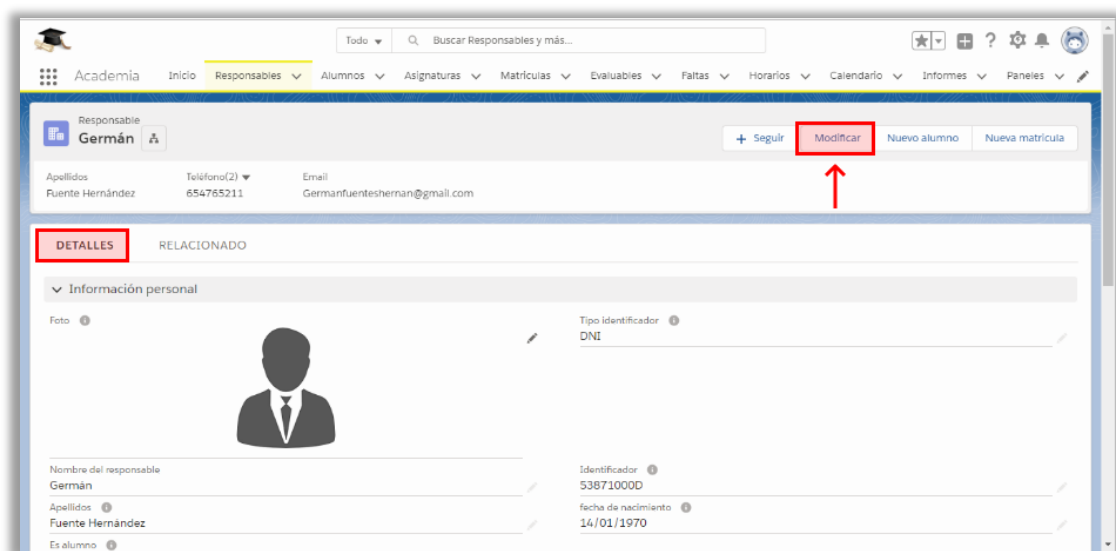 Todo Buscar Responsables y más...
Academia Inicio Responsables Alumnos Asignaturas Matrículas Evaluables Faltas Horarios Calendario Informes Paneles
Responsable
Germán
+ Seguir Modificar Nuevo alumno Nueva matrícula
Apellidos Teléfono(2) Email
Fuente Hernández 654765211 Germanfuenteshernan@gmail.com
DETALLES RELACIONADO
Información personal
Foto Tipo identificador
DNI
Nombre del responsable Identificador
Germán 53871000D
Apellidos fecha de nacimiento
Fuente Hernández 14/01/1970
Es alumno